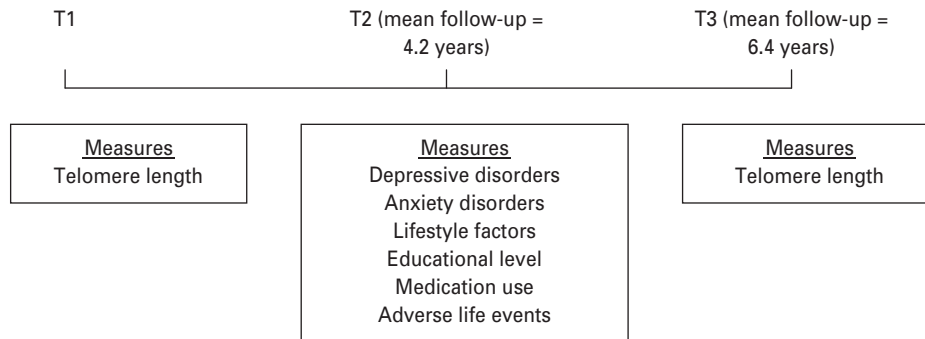 T1
T2 (mean follow-up =
4.2 years)
T3 (mean follow-up =
6.4 years)
Measures
Telomere length
Measures
Depressive disorders
Anxiety disorders
Lifestyle factors
Educational level
Medication use
Adverse life events
Measures
Telomere length